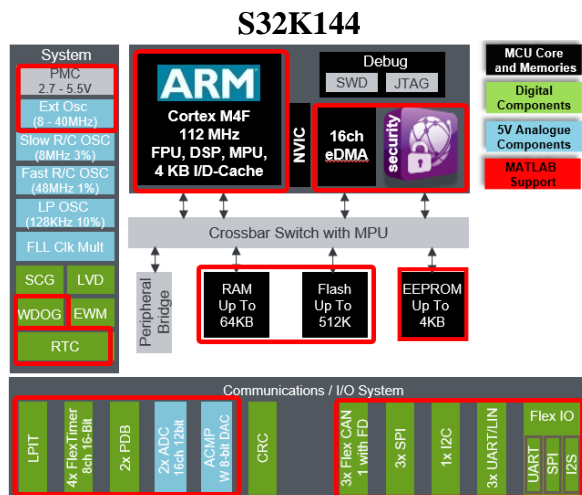 S32K144
System
PMC
2.7 - 5.5V
Ext Osc
(8 - 40MHz)
Slow R/C OSC
(8MHz 3%)
Fast R/C OSC
(48MHz 1%)
LP OSC
(128KHz 10%)
FLL Clk Mult
SCG
LVD
WDOG
EWM
RTC
ARM
Cortex M4F
112 MHz
FPU, DSP, MPU,
4 KB I/D-Cache
NVIC
Debug
SWD
JTAG
16ch
eDMA
security
MCU Core
and Memories
Digital
Components
5V Analogue
Components
MATLAB
Support
Crossbar Switch with MPU
Peripheral
Bridge
RAM
Up To
64KB
Flash
Up To
512K
EEPROM
Up To
4KB
Communications / I/O System
LPIT
4x FlexTimer
8ch 16-Bit
2x PDB
2x ADC
16ch 12bit
ACMP
W 8-bit DAC
CRC
3x Flex CAN
1 with FD
3x SPI
1x I2C
3x UART/LIN
Flex IO
UART
SPI
I2S